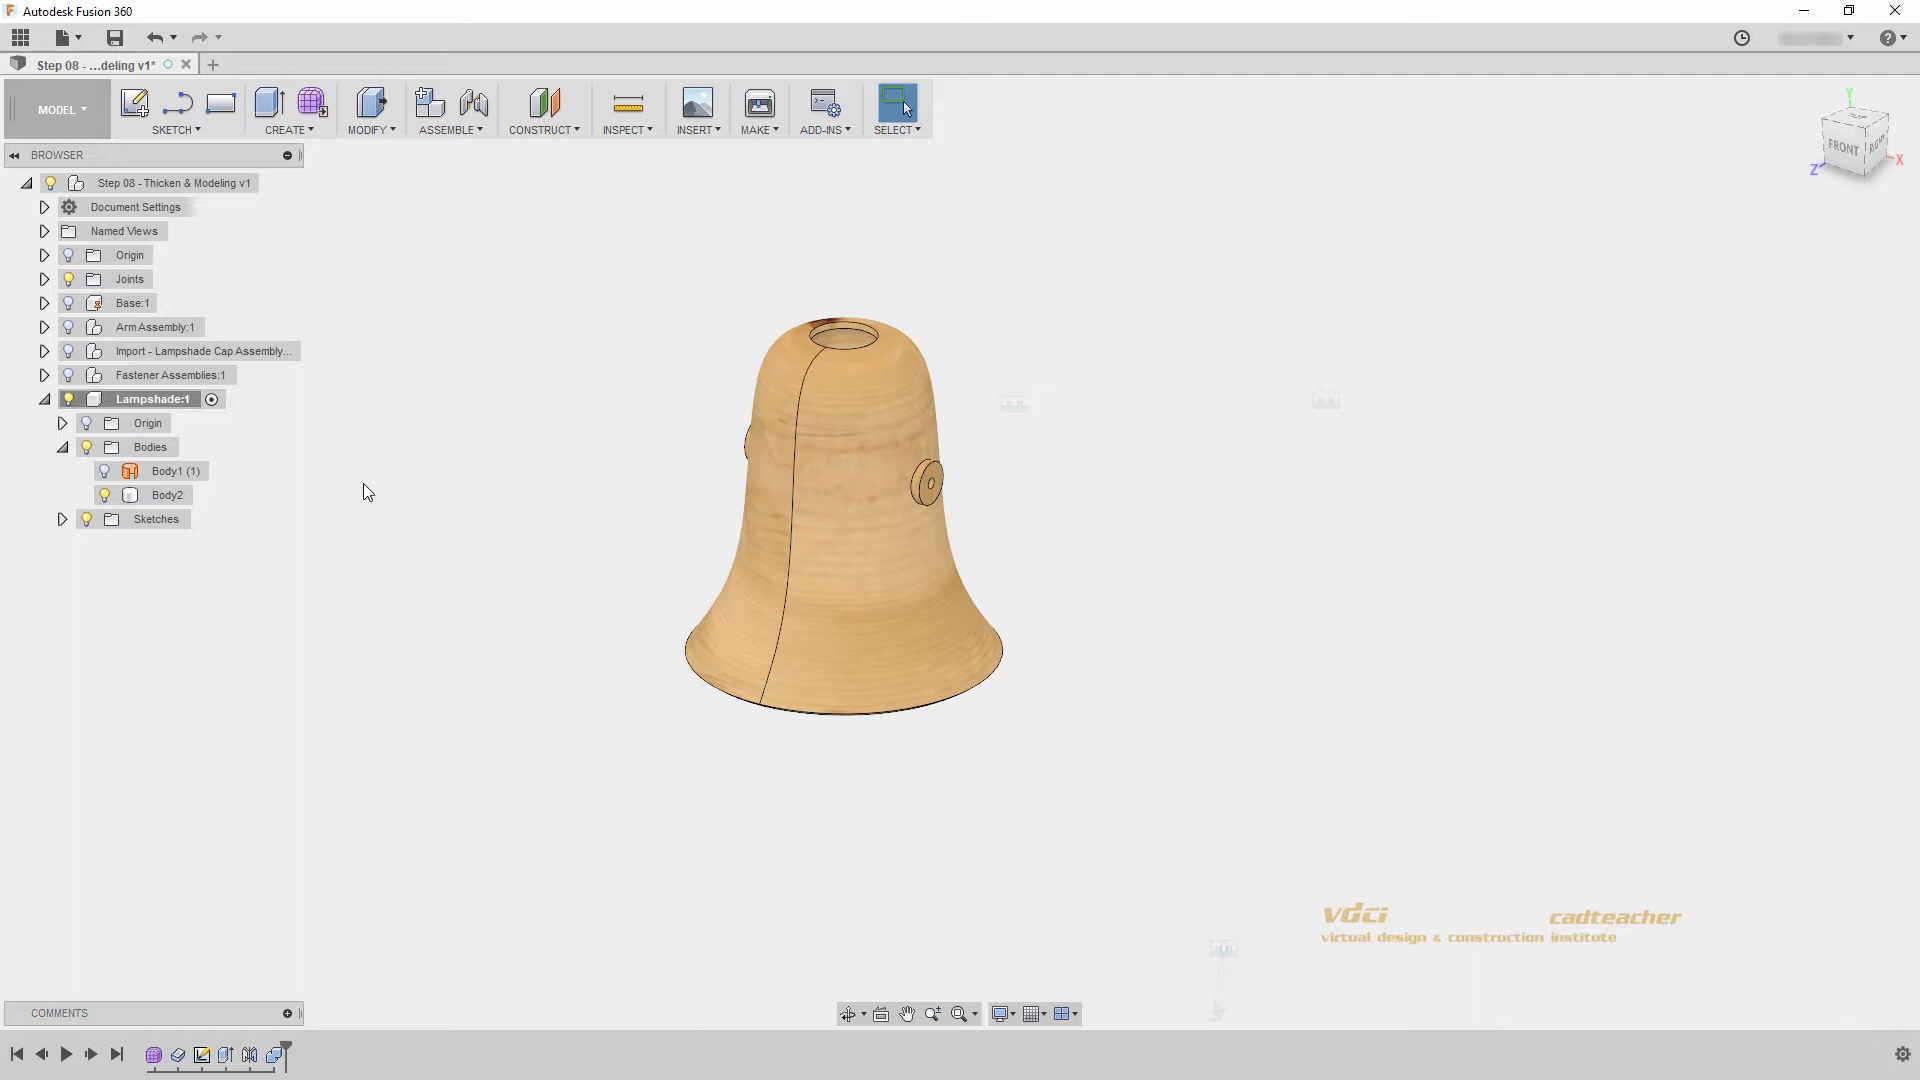 Autodesk Fusion 360
Step 08 - ...deling v1*
MODEL
SKETCH
CREATE
MODIFY
ASSEMBLE
CONSTRUCT
INSPECT
INSERT
MAKE
ADD-INS
SELECT
Y
TOP
FRONT
RIGHT
X
Z
BROWSER
Step 08 - Thicken & Modeling v1
Document Settings
Named Views
Origin
Joints
Base:1
Arm Assembly:1
Import - Lampshade Cap Assembly...
Fastener Assemblies:1
Lampshade:1
Origin
Bodies
Body1 (1)
Body2
Sketches
vdci cadteacher
virtual design & construction institute
COMMENTS